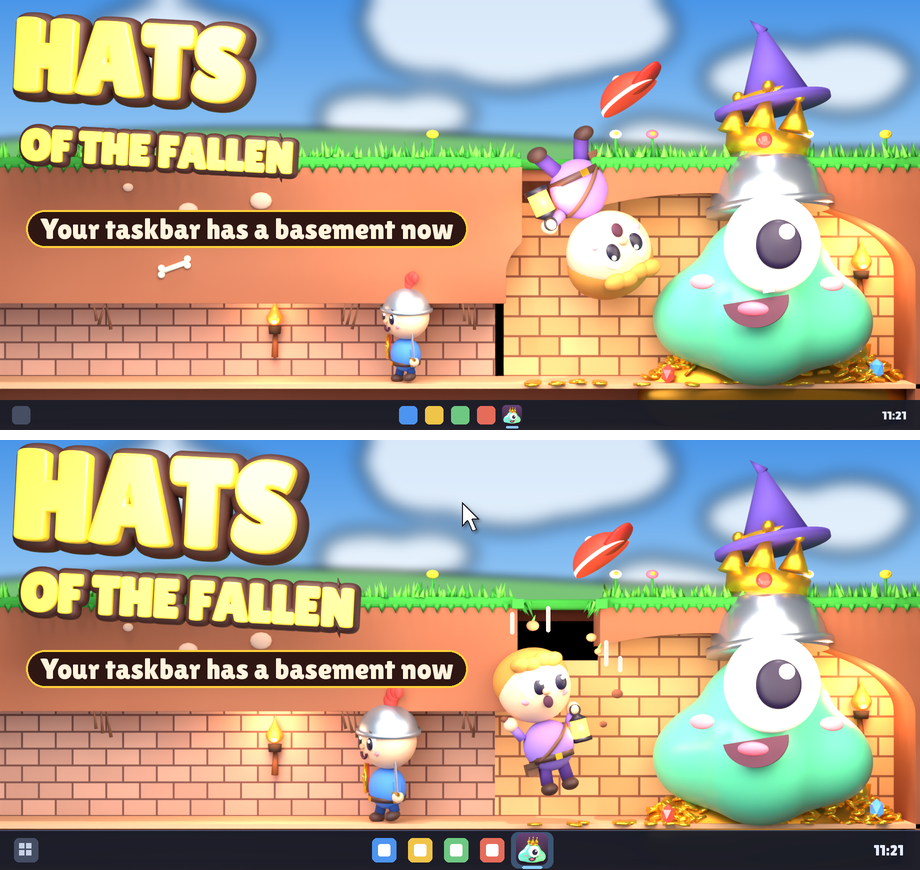 HATS
OF THE FALLEN
Your taskbar has a basement now
11:21
HATS
OF THE FALLEN
Your taskbar has a basement now
11:21